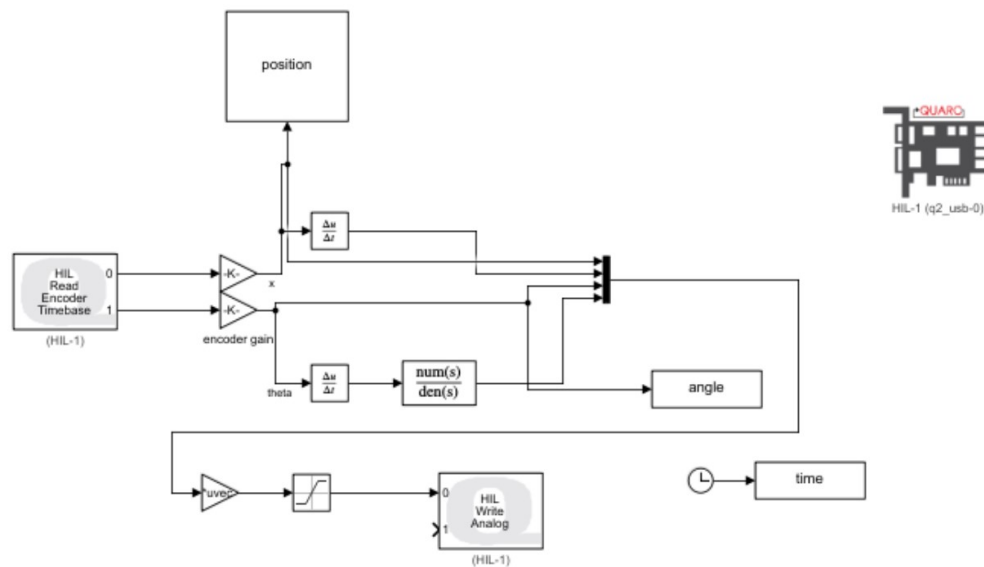 position
QUARC
HIL-1 (q2_usb-0)
Δu
Δt
HIL
Read
Encoder
Timebase
0
1
(HIL-1)
-K-
x
-K-
encoder gain
theta
Δu
Δt
num(s)
den(s)
angle
*uvec
HIL
Write
Analog
0
1
(HIL-1)
time